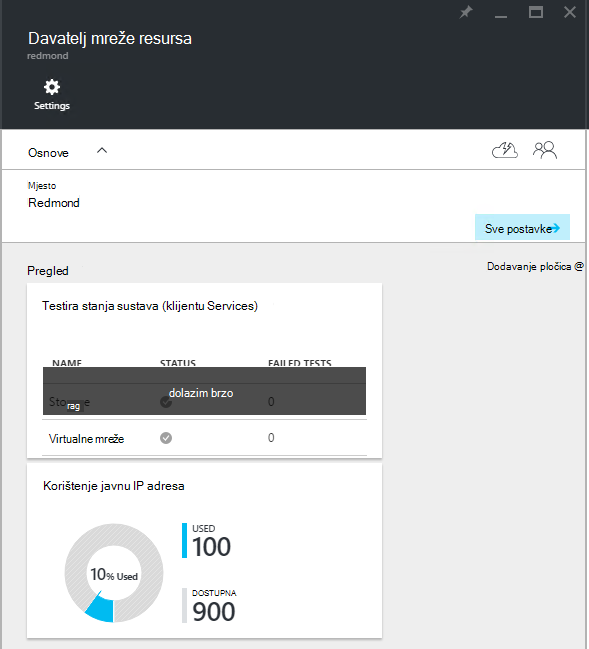 Davatelj mreže resursa
redmond
Settings
Osnove
Mjesto
Redmond
Sve postavke
Dodavanje pločica @
Pregled
Testira stanja sustava (klijentu Services)
NAME STATUS FAILED TESTS
dolazim brzo
rag 0
Virtualne mreže 0
Korištenje javnu IP adresa
10% Used
USED
100
DOSTUPNA
900